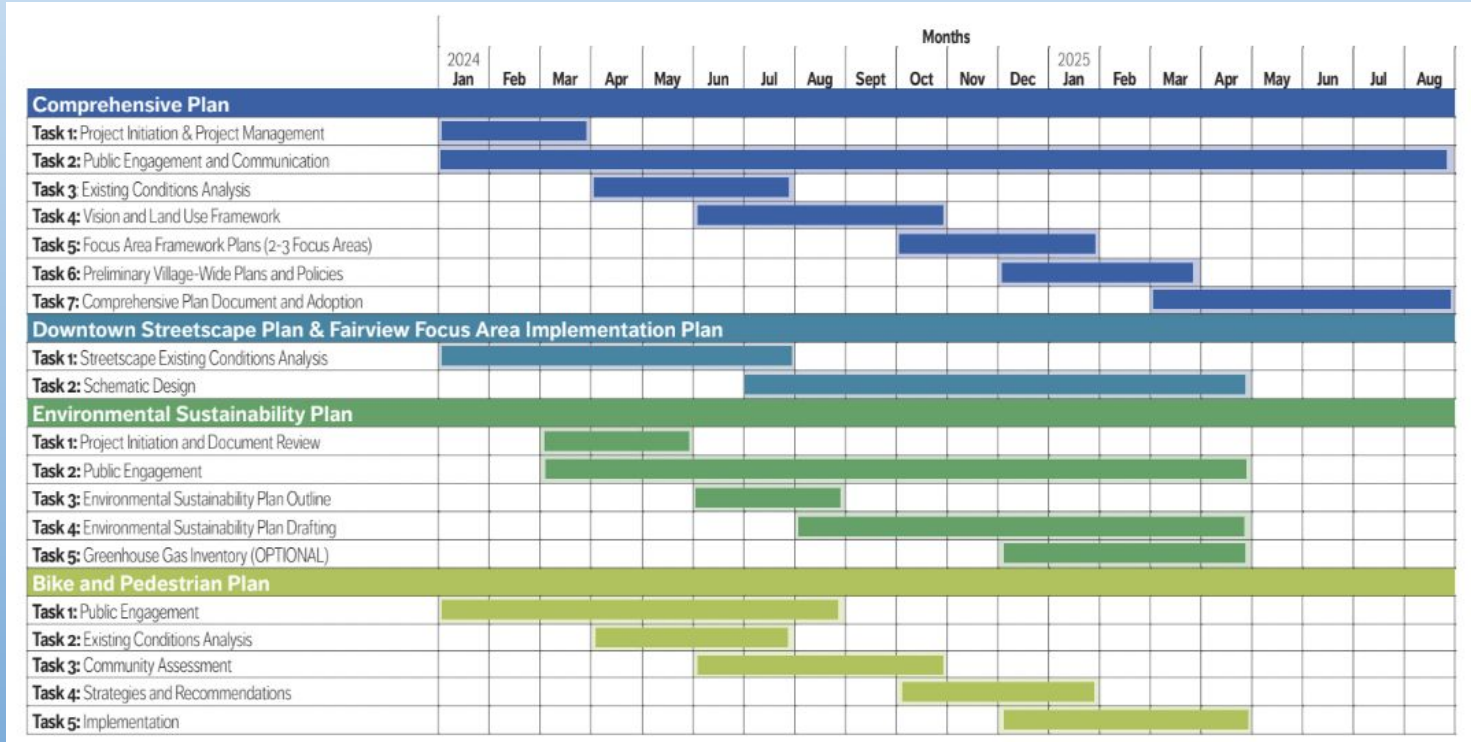 Months
2024 2025
Jan Feb Mar Apr May Jun Jul Aug Sept Oct Nov Dec Jan Feb Mar Apr May Jun Jul Aug
Comprehensive Plan
Task 1: Project Initiation & Project Management
Task 2: Public Engagement and Communication
Task 3: Existing Conditions Analysis
Task 4: Vision and Land Use Framework
Task 5: Focus Area Framework Plans (2-3 Focus Areas)
Task 6: Preliminary Village-Wide Plans and Policies
Task 7: Comprehensive Plan Document and Adoption
Downtown Streetscape Plan & Fairview Focus Area Implementation Plan
Task 1: Streetscape Existing Conditions Analysis
Task 2: Schematic Design
Environmental Sustainability Plan
Task 1: Project Initiation and Document Review
Task 2: Public Engagement
Task 3: Environmental Sustainability Plan Outline
Task 4: Environmental Sustainability Plan Drafting
Task 5: Greenhouse Gas Inventory (OPTIONAL)
Bike and Pedestrian Plan
Task 1: Public Engagement
Task 2: Existing Conditions Analysis
Task 3: Community Assessment
Task 4: Strategies and Recommendations
Task 5: Implementation